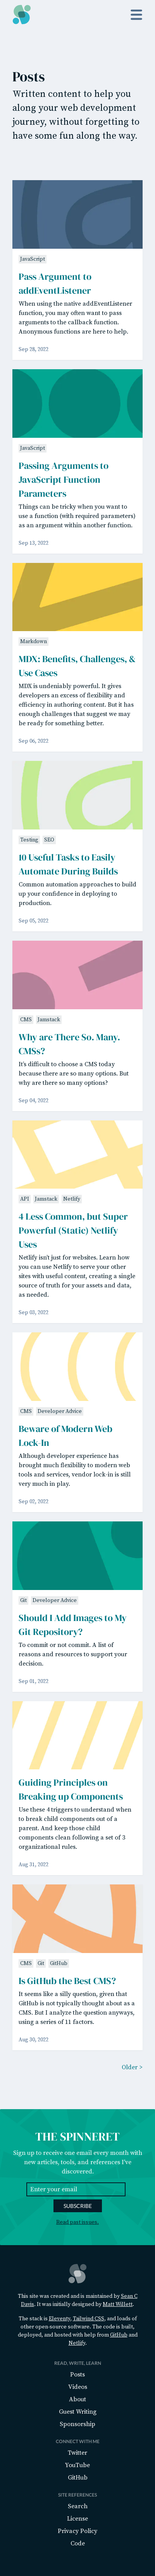 Posts
Written content to help you
along your web development
journey, without forgetting to
have some fun along the way.
JavaScript
Pass Argument to
addEventListener
When using the native addEventListener
function, you may often want to pass
arguments to the callback function.
Anonymous functions are here to help.
Sep 28, 2022
JavaScript
Passing Arguments to
JavaScript Function
Parameters
Things can be tricky when you want to
use a function (with required parameters)
as an argument within another function.
Sep 13, 2022
Markdown
MDX: Benefits, Challenges, &
Use Cases
MDX is undeniably powerful. It gives
developers an excess of flexibility and
efficiency in authoring content. But it has
enough challenges that suggest we may
be ready for something better.
Sep 06, 2022
Testing SEO
10 Useful Tasks to Easily
Automate During Builds
Common automation approaches to build
up your confidence in deploying to
production.
Sep 05, 2022
CMS Jamstack
Why are There So. Many.
CMSs?
It's difficult to choose a CMS today
because there are so many options. But
why are there so many options?
Sep 04, 2022
API Jamstack Netlify
4 Less Common, but Super
Powerful (Static) Netlify
Uses
Netlify isn't just for websites. Learn how
you can use Netlify to serve your other
sites with useful content, creating a single
source of truth for your assets and data,
as needed.
Sep 03, 2022
CMS Developer Advice
Beware of Modern Web
Lock-In
Although developer experience has
brought much flexibility to modern web
tools and services, vendor lock-in is still
very much in play.
Sep 02, 2022
Git Developer Advice
Should I Add Images to My
Git Repository?
To commit or not commit. A list of
reasons and resources to support your
decision.
Sep 01, 2022
Guiding Principles on
Breaking up Components
Use these 4 triggers to understand when
to break child components out of a
parent. And keep those child
components clean following a set of 3
organizational rules.
Aug 31, 2022
CMS Git GitHub
Is GitHub the Best CMS?
It seems like a silly question, given that
GitHub is not typically thought about as a
CMS. But I analyze the question anyways,
using a series of 11 factors.
Aug 30, 2022
Older >
THE SPINNERET
Sign up to receive one email every month with
new articles, tools, and references I've
discovered.
Enter your email
SUBSCRIBE
Read past issues.
This site was created and is maintained by Sean C
Davis. It was initially designed by Matt Willett.
The stack is Eleventy, Tailwind CSS, and loads of
other open source software. The code is built,
deployed, and hosted with help from GitHub and
Netlify.
READ, WRITE, LEARN
Posts
Videos
About
Guest Writing
Sponsorship
CONNECT WITH ME
Twitter
YouTube
GitHub
SITE REFERENCES
Search
License
Privacy Policy
Code